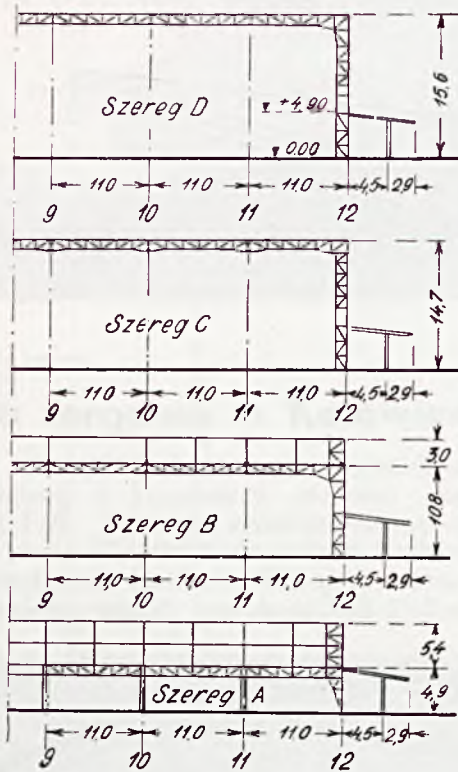 15,6
Szereg D
+4,90
0.00
11,0 11,0 11,0 4,5 2,9
9 10 11 12
14,7
Szereg C
11,0 11,0 11,0 4,5 2,9
9 10 11 12
3,0
10,8
Szereg B
11,0 11,0 11,0 4,5 2,9
9 10 11 12
5,4
4,9
Szereg A
11,0 11,0 11,0 4,5 2,9
9 10 11 12